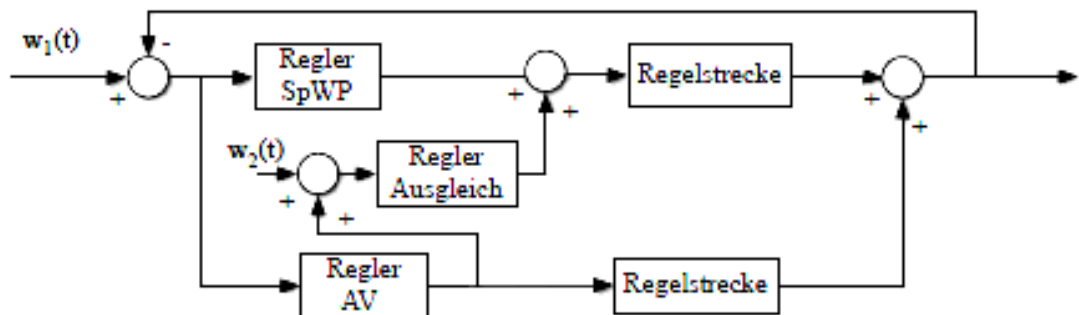 w1(t)
-
+
Regler
SpWP
+
+
Regelstrecke
+
+
w2(t)
+
+
Regler
Ausgleich
Regler
AV
Regelstrecke